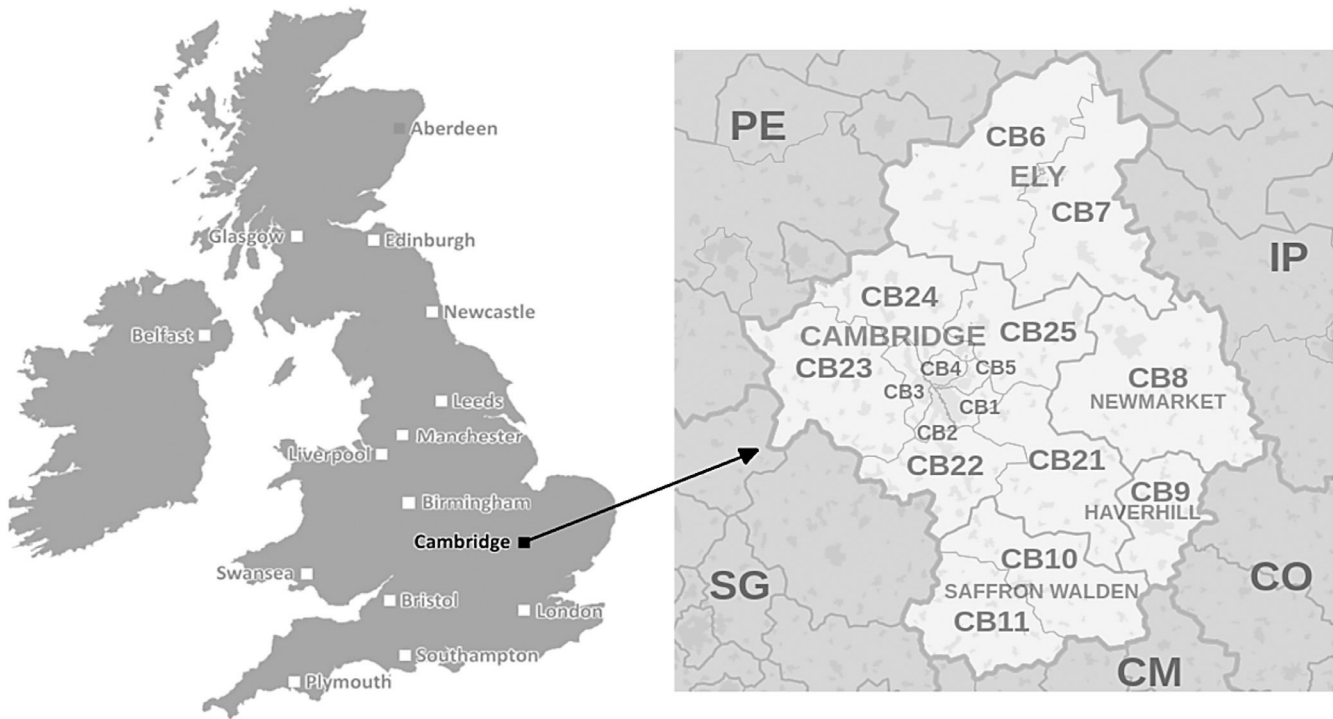 Aberdeen
Glasgow
Edinburgh
Newcastle
Belfast
Leeds
Manchester
Liverpool
Birmingham
Cambridge
Swansea
Bristol
London
Southampton
Plymouth
PE
CB6
ELY
CB7
IP
CB24
CAMBRIDGE
CB25
CB23
CB4
CB5
CB8
NEWMARKET
CB3
CB1
CB2
CB22
CB21
CB9
HAVERHILL
CB10
SG
CO
SAFFRON WALDEN
CB11
CM